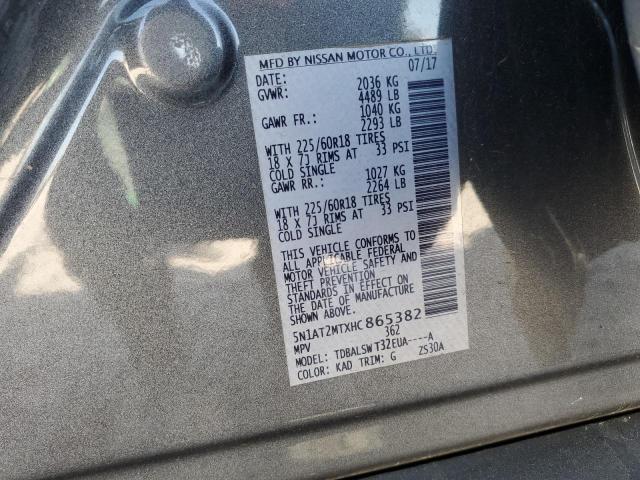 MFD BY NISSAN MOTOR CO., LTD.
DATE: 07/17
GVWR: 2036 KG
4489 LB
GAWR FR.: 1040 KG
2293 LB
WITH 225/60R18 TIRES
18 X 7J RIMS AT 33 PSI
COLD SINGLE
GAWR RR.: 1027 KG
2264 LB
WITH 225/60R18 TIRES
18 X 7J RIMS AT 33 PSI
COLD SINGLE
THIS VEHICLE CONFORMS TO
ALL APPLICABLE FEDERAL
MOTOR VEHICLE SAFETY AND
THEFT PREVENTION
STANDARDS IN EFFECT ON
THE DATE OF MANUFACTURE
SHOWN ABOVE.
5N1AT2MTXHC865382
MPV 362
MODEL: TDBALSW T32EUA----A
COLOR: KAD TRIM: G ZS30A